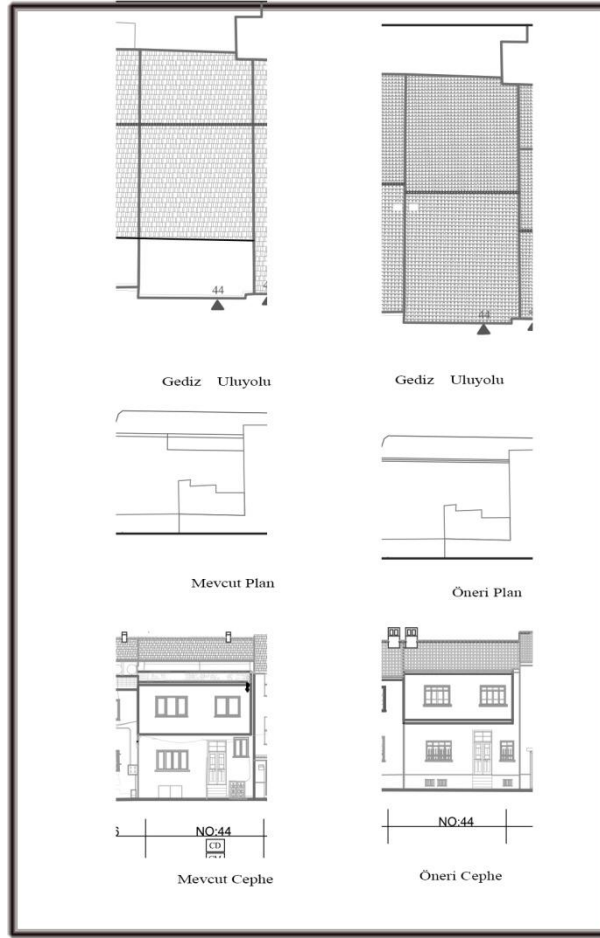 44
44
Gediz Uluyolu
Gediz Uluyolu
Mevcut Plan
Öneri Plan
NO:44
NO:44
CD
Mevcut Cephe
Öneri Cephe